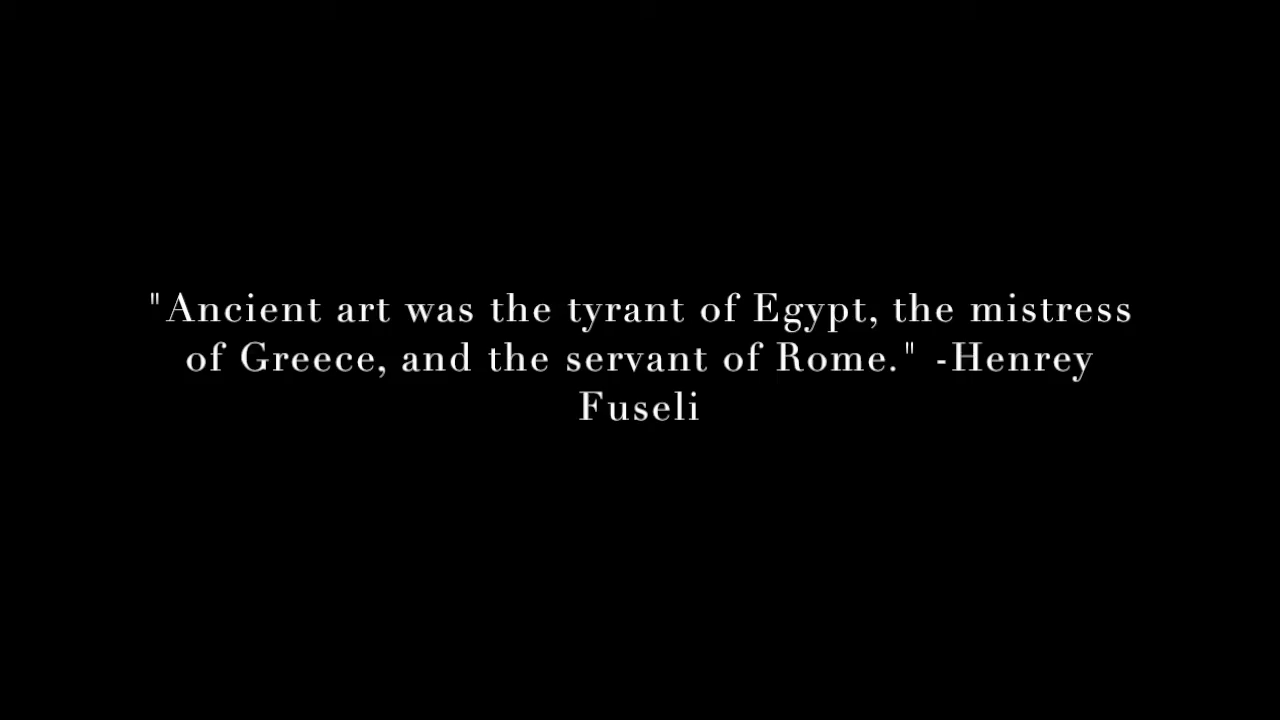 "Ancient art was the tyrant of Egypt, the mistress
of Greece, and the servant of Rome." -Henrey
Fuseli